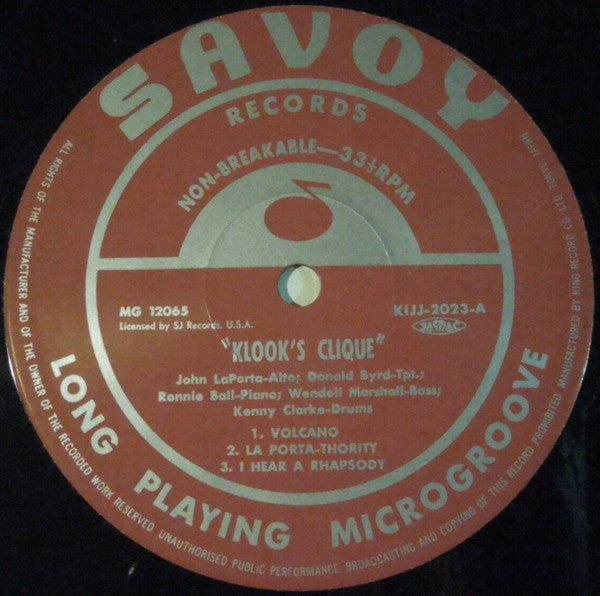 SAVOY
RECORDS
NON-BREAKABLE—33⅓RPM
MG 12065
Licensed by SJ Records, U.S.A.
KIJJ-2023-A
JASRAC
"KLOOK'S CLIQUE"
John LaPorta-Alto; Donald Byrd-Tpt.;
Ronnie Ball-Piano; Wendell Marshall-Bass;
Kenny Clarke-Drums
1. VOLCANO
2. LA PORTA-THORITY
3. I HEAR A RHAPSODY
LONG PLAYING MICROGROOVE
ALL RIGHTS OF THE MANUFACTURER AND OF THE OWNER OF THE RECORDED WORK RESERVED UNAUTHORISED PUBLIC PERFORMANCE, BROADCASTING AND COPYING OF THIS RECORD PROHIBITED MANUFACTURED BY KING RECORD CO. LTD. TOKYO JAPAN